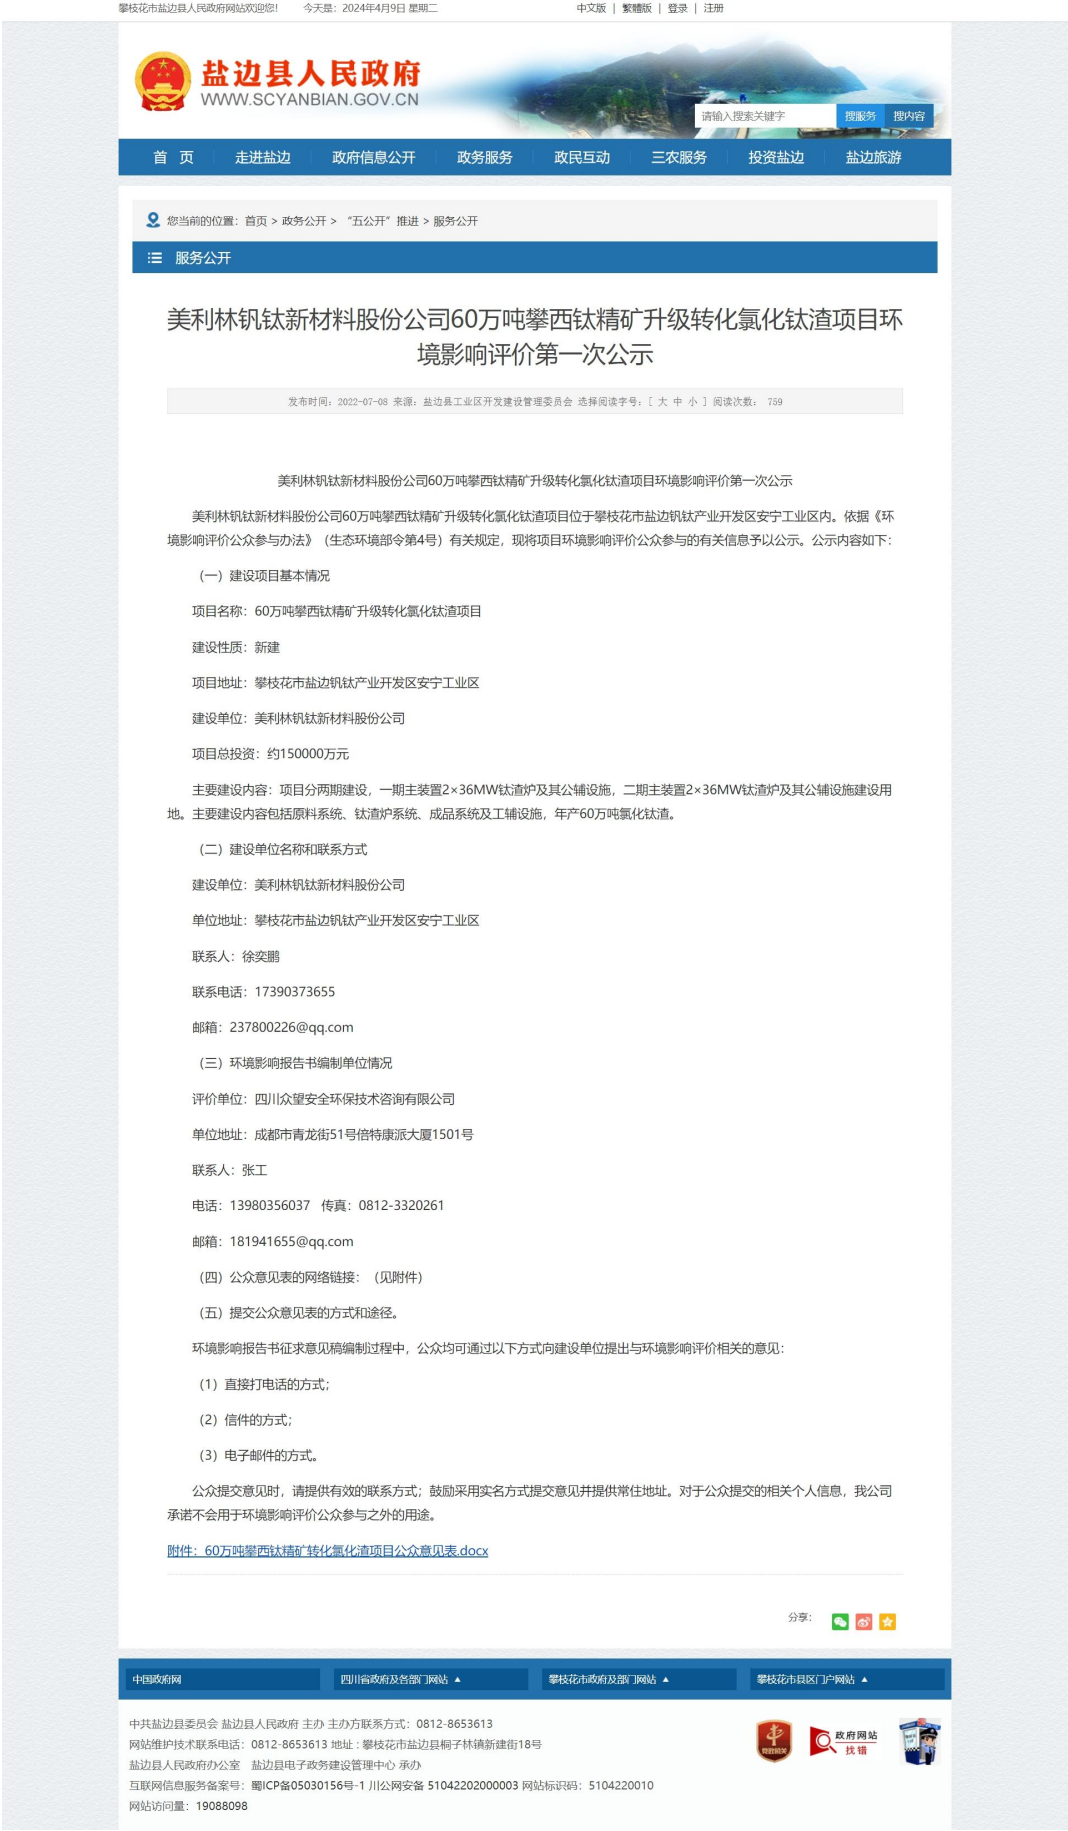 攀枝花市盐边县人民政府网站欢迎您! 今天是：2024年4月9日 星期二 中文版 | 繁體版 | 登录 | 注册
盐边县人民政府
WWW.SCYANBIAN.GOV.CN
请输入搜索关键字 搜服务 搜内容
首 页 走进盐边 政府信息公开 政务服务 政民互动 三农服务 投资盐边 盐边旅游
您当前的位置：首页 > 政务公开 > “五公开”推进 > 服务公开
服务公开
美利林钒钛新材料股份公司60万吨攀西钛精矿升级转化氯化钛渣项目环
境影响评价第一次公示
发布时间：2022-07-08 来源：盐边县工业区开发建设管理委员会 选择阅读字号：[ 大 中 小 ] 阅读次数： 759
美利林钒钛新材料股份公司60万吨攀西钛精矿升级转化氯化钛渣项目环境影响评价第一次公示
美利林钒钛新材料股份公司60万吨攀西钛精矿升级转化氯化钛渣项目位于攀枝花市盐边钒钛产业开发区安宁工业区内。依据《环
境影响评价公众参与办法》（生态环境部令第4号）有关规定，现将项目环境影响评价公众参与的有关信息予以公示。公示内容如下：
（一）建设项目基本情况
项目名称：60万吨攀西钛精矿升级转化氯化钛渣项目
建设性质：新建
项目地址：攀枝花市盐边钒钛产业开发区安宁工业区
建设单位：美利林钒钛新材料股份公司
项目总投资：约150000万元
主要建设内容：项目分两期建设，一期主装置2×36MW钛渣炉及其公辅设施，二期主装置2×36MW钛渣炉及其公辅设施建设用
地。主要建设内容包括原料系统、钛渣炉系统、成品系统及工辅设施，年产60万吨氯化钛渣。
（二）建设单位名称和联系方式
建设单位：美利林钒钛新材料股份公司
单位地址：攀枝花市盐边钒钛产业开发区安宁工业区
联系人：徐奕鹏
联系电话：17390373655
邮箱：237800226@qq.com
（三）环境影响报告书编制单位情况
评价单位：四川众望安全环保技术咨询有限公司
单位地址：成都市青龙街51号倍特康派大厦1501号
联系人：张工
电话：13980356037 传真：0812-3320261
邮箱：181941655@qq.com
（四）公众意见表的网络链接：（见附件）
（五）提交公众意见表的方式和途径。
环境影响报告书征求意见稿编制过程中，公众均可通过以下方式向建设单位提出与环境影响评价相关的意见：
（1）直接打电话的方式；
（2）信件的方式；
（3）电子邮件的方式。
公众提交意见时，请提供有效的联系方式；鼓励采用实名方式提交意见并提供常住地址。对于公众提交的相关个人信息，我公司
承诺不会用于环境影响评价公众参与之外的用途。
附件：60万吨攀西钛精矿转化氯化渣项目公众意见表.docx
分享：
中国政府网 四川省政府及各部门网站 ▲ 攀枝花市政府及部门网站 ▲ 攀枝花市县区门户网站 ▲
中共盐边县委员会 盐边县人民政府 主办 主办方联系方式：0812-8653613
网站维护技术联系电话：0812-8653613 地址：攀枝花市盐边县桐子林镇新建街18号
盐边县人民政府办公室 盐边县电子政务建设管理中心 承办
互联网信息服务备案号：蜀ICP备05030156号-1 川公网安备 51042202000003 网站标识码：5104220010
网站访问量：19088098
党政机关
政府网站
找错